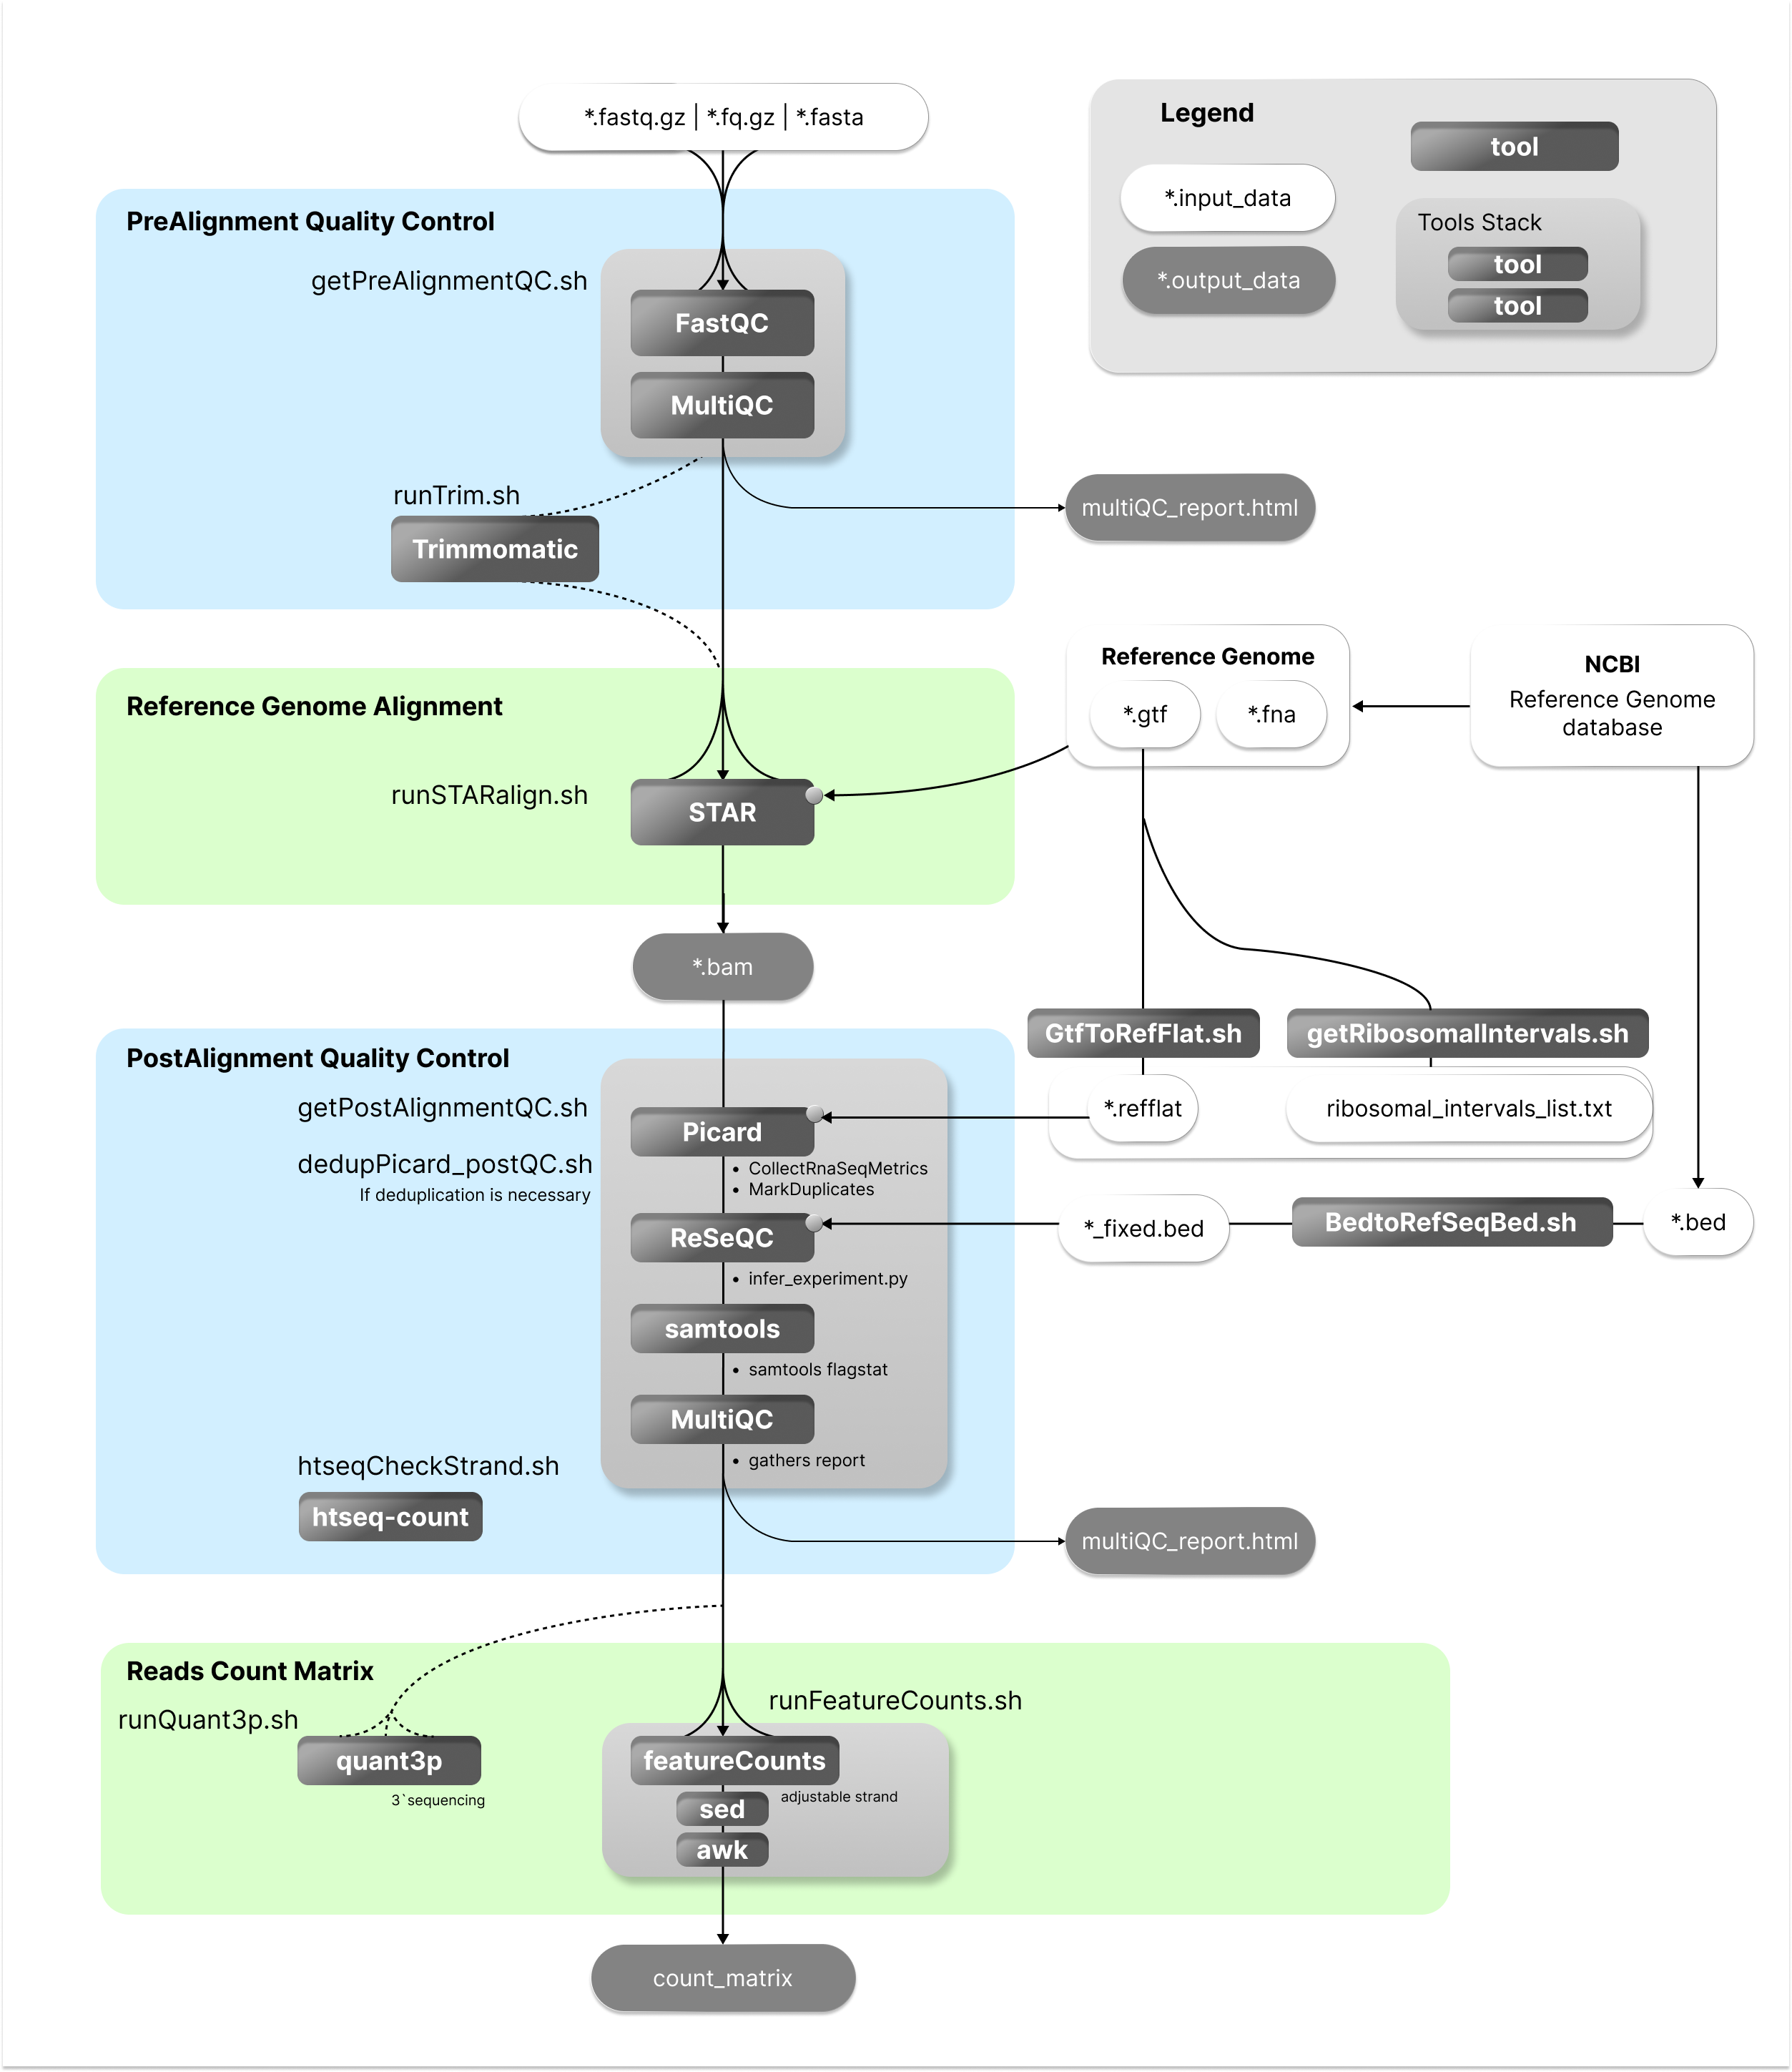 *.fastq.gz | *.fq.gz | *.fasta
Legend
tool
*.input_data
Tools Stack
tool
*.output_data
tool
PreAlignment Quality Control
getPreAlignmentQC.sh
FastQC
MultiQC
runTrim.sh
multiQC_report.html
Trimmomatic
Reference Genome
*.gtf
*.fna
NCBI
Reference Genome
database
Reference Genome Alignment
runSTARalign.sh
STAR
*.bam
GtfToRefFlat.sh
getRibosomalIntervals.sh
PostAlignment Quality Control
getPostAlignmentQC.sh
*.refflat
ribosomal_intervals_list.txt
Picard
dedupPicard_postQC.sh
If deduplication is necessary
• CollectRnaSeqMetrics
• MarkDuplicates
ReSeQC
*_fixed.bed
BedtoRefSeqBed.sh
*.bed
• infer_experiment.py
samtools
• samtools flagstat
MultiQC
• gathers report
htseqCheckStrand.sh
htseq-count
multiQC_report.html
Reads Count Matrix
runQuant3p.sh
runFeatureCounts.sh
quant3p
3`sequencing
featureCounts
adjustable strand
sed
awk
count_matrix